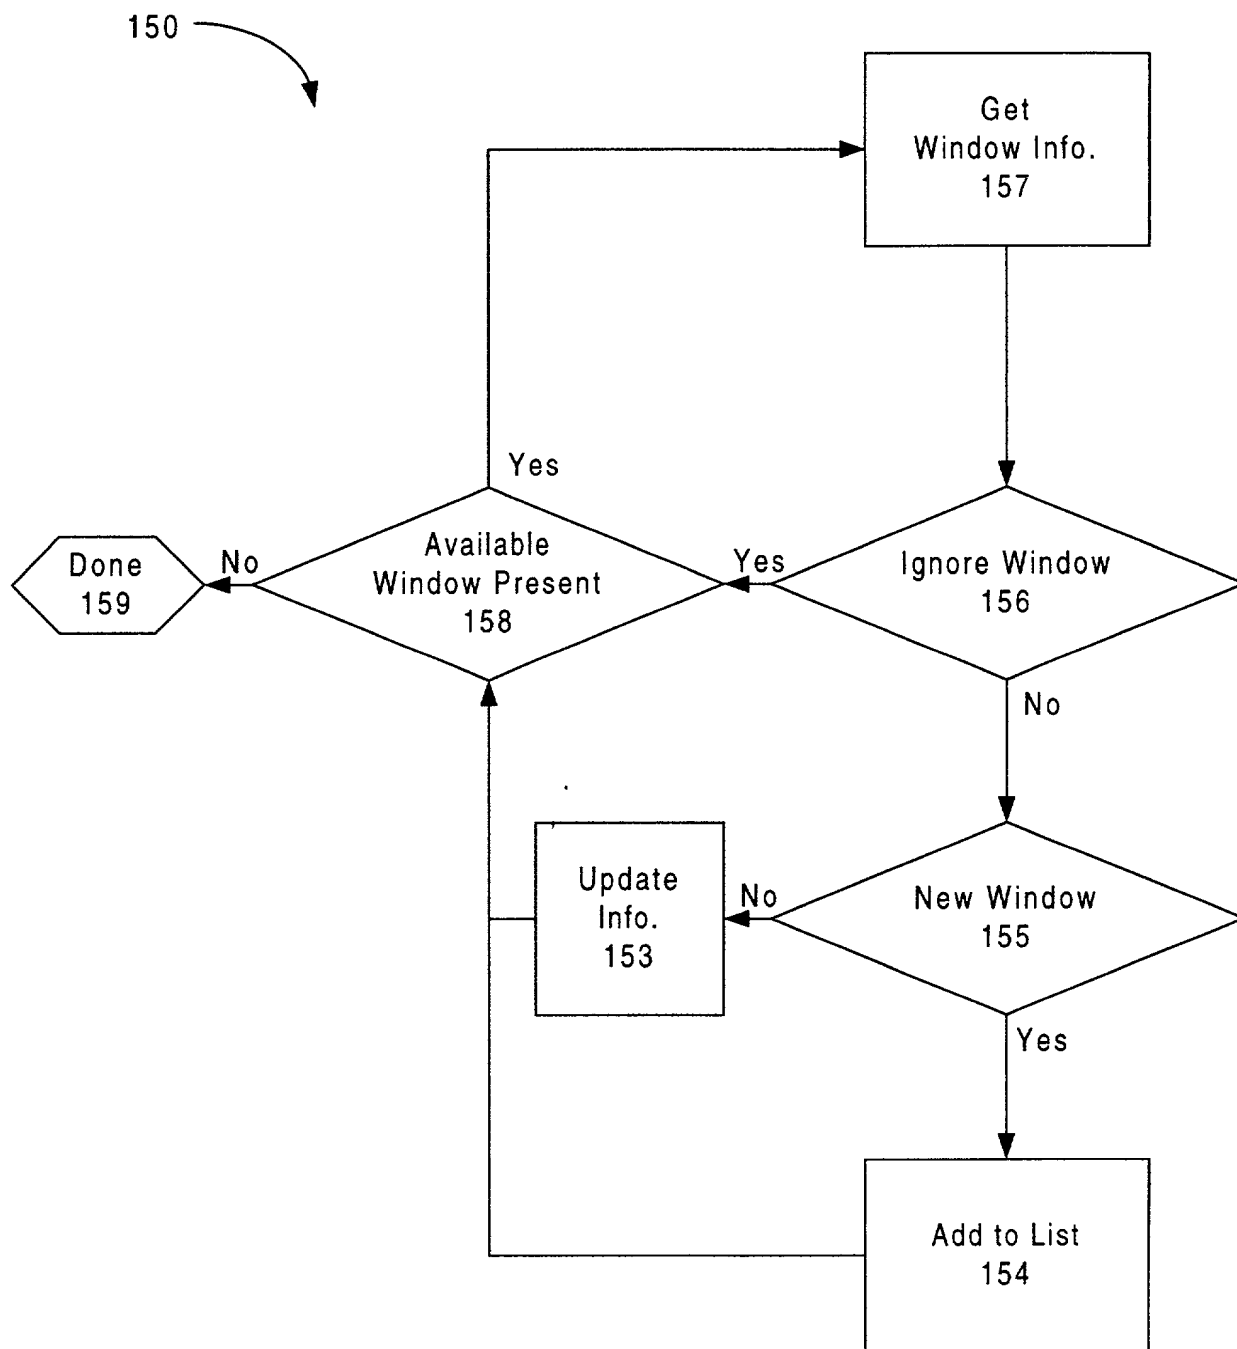 150
Get
Window Info.
157
Yes
Available
Window Present
158
Yes
Ignore Window
156
No
Done
159
No
Update
Info.
153
No
New Window
155
Yes
Add to List
154